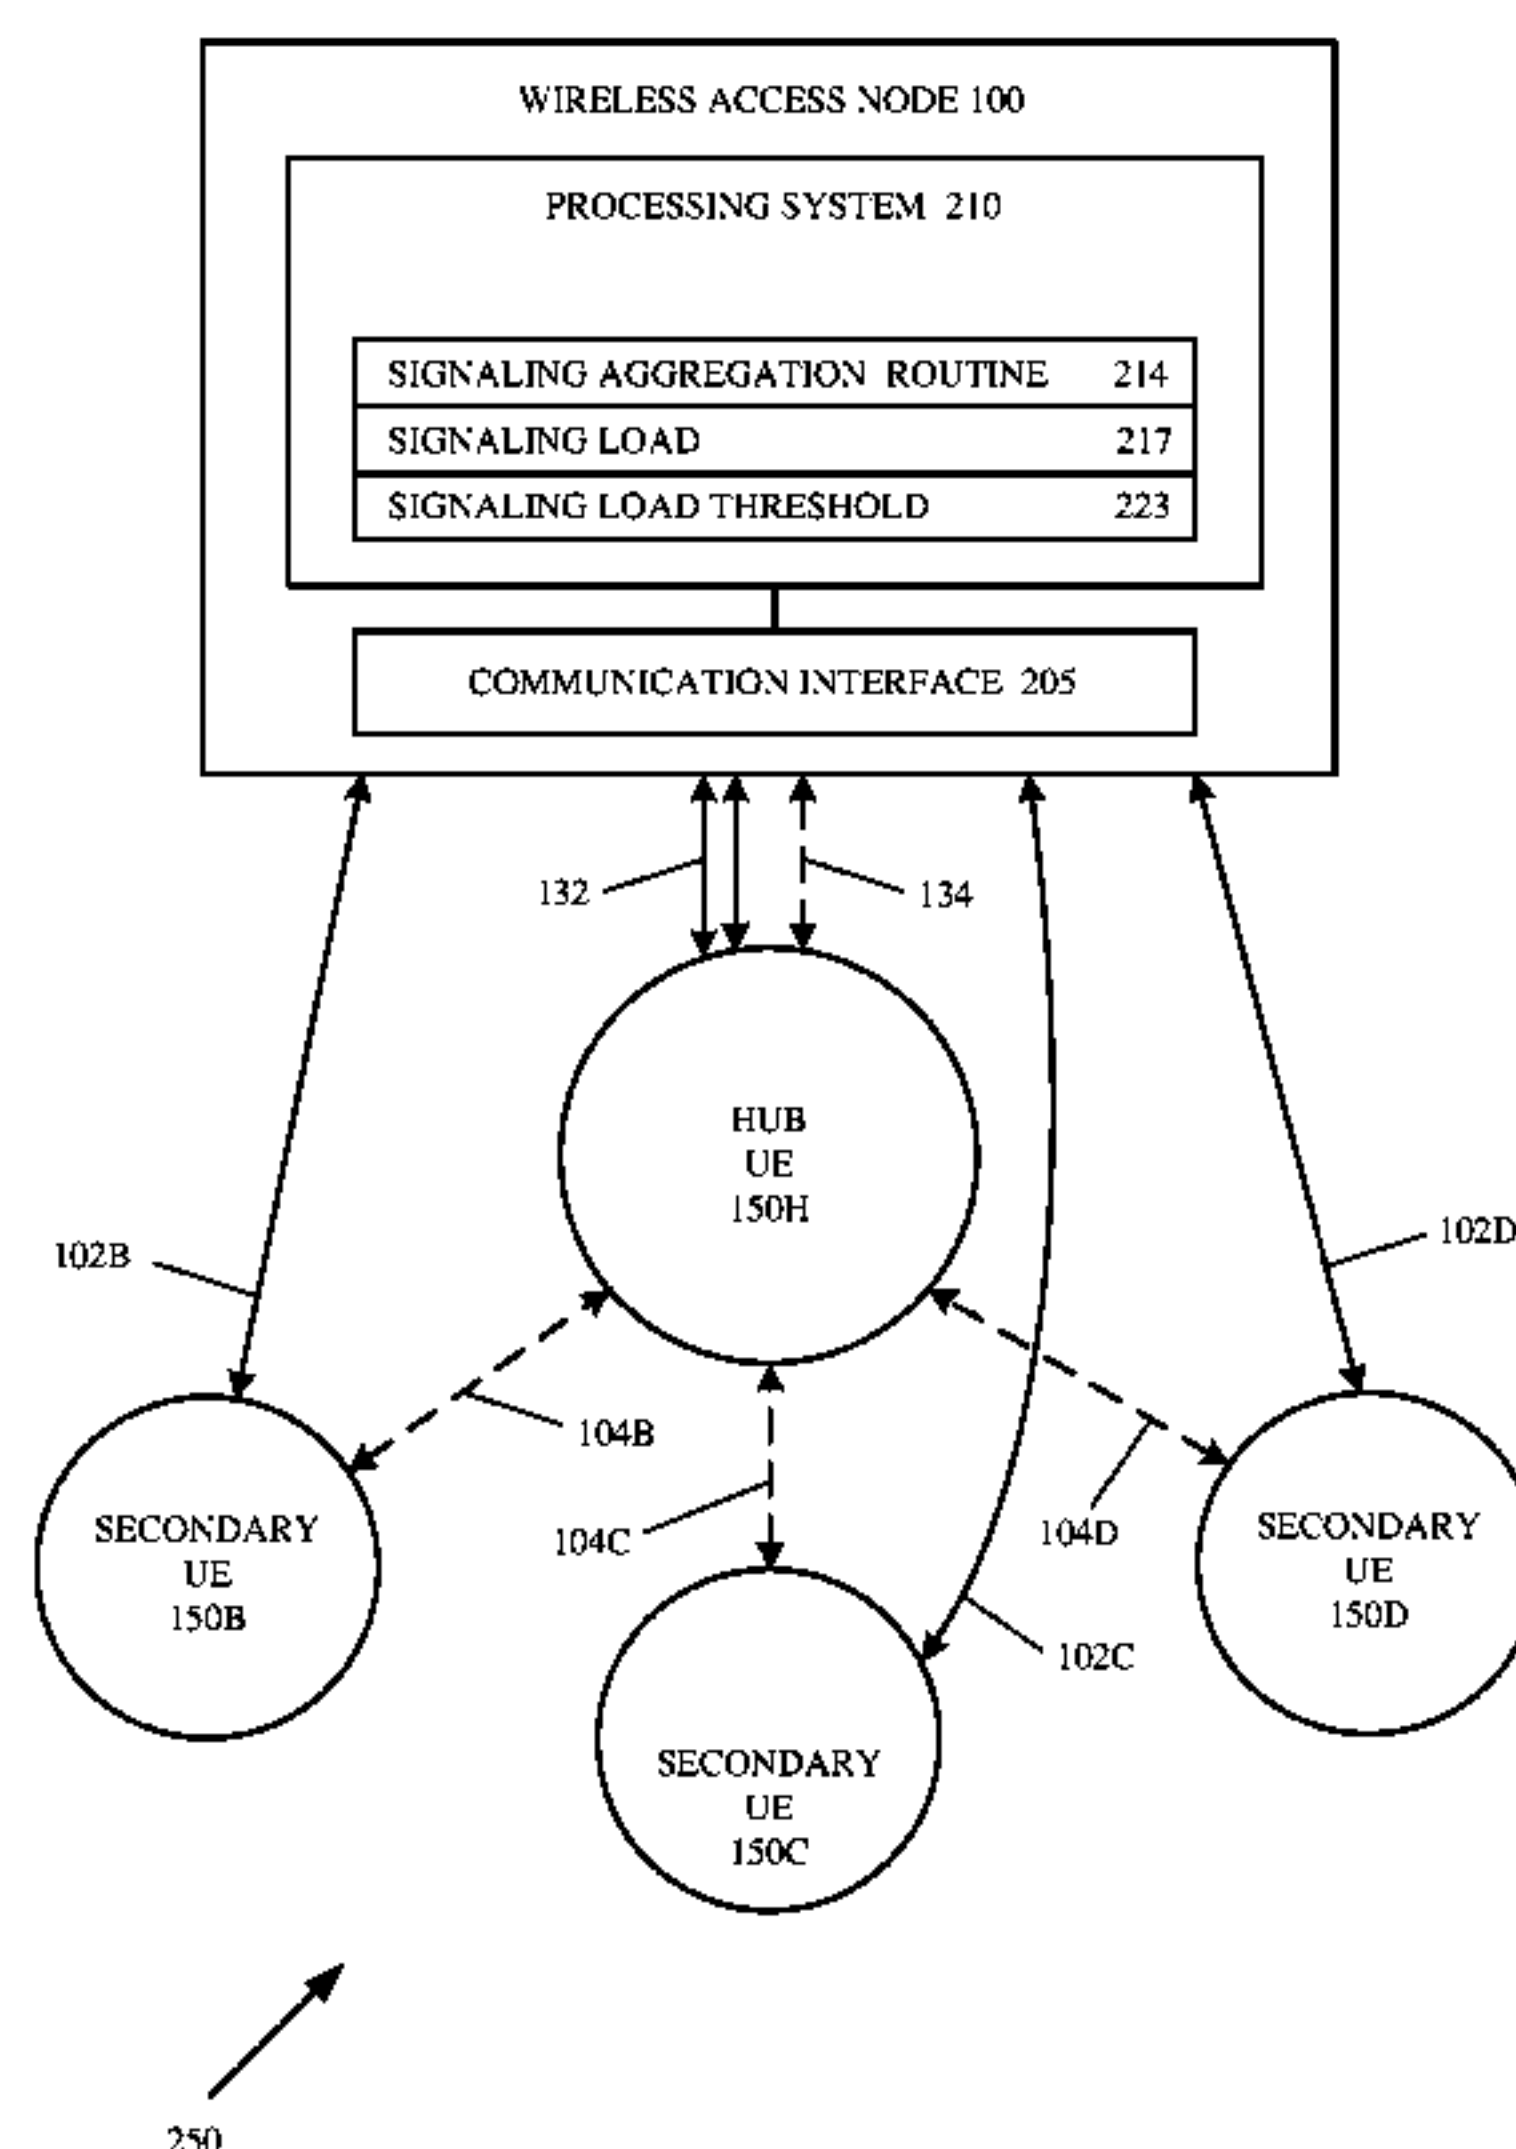 WIRELESS ACCESS NODE 100
PROCESSING SYSTEM 210
SIGNALING AGGREGATION ROUTINE 214
SIGNALING LOAD 217
SIGNALING LOAD THRESHOLD 223
COMMUNICATION INTERFACE 205
132
134
HUB
UE
150H
102B
102D
104B
104C
104D
SECONDARY
UE
150B
SECONDARY
UE
150D
102C
SECONDARY
UE
150C
250